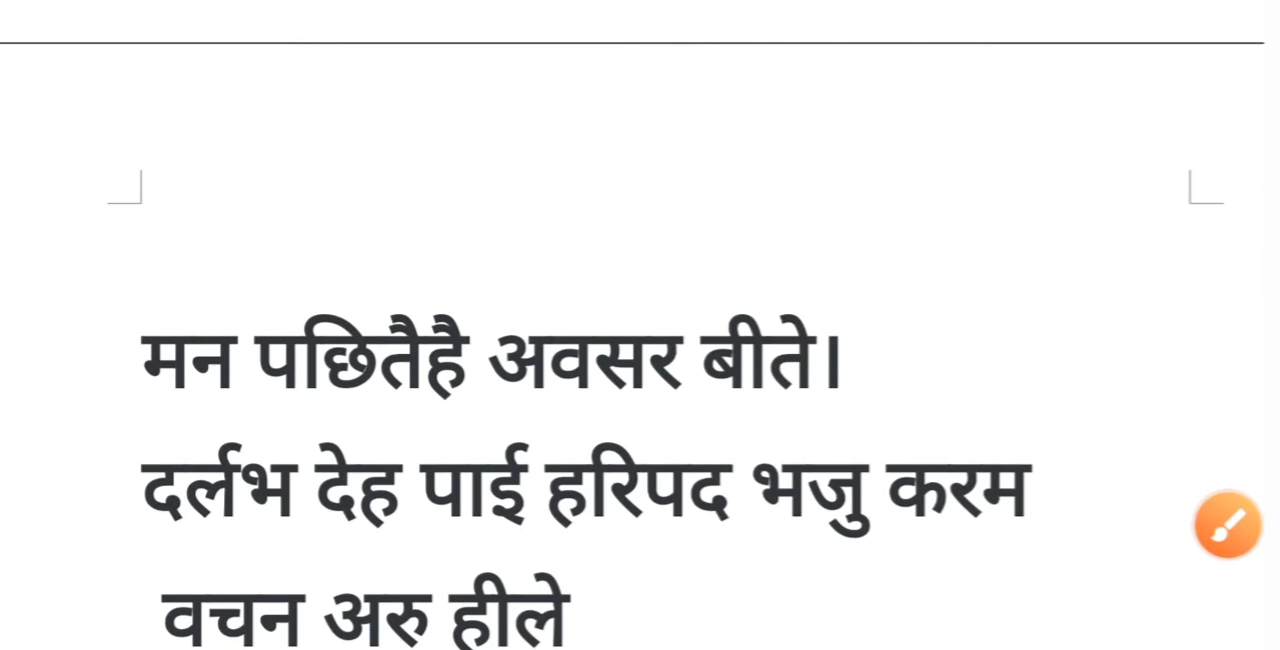 मन पछितैहै अवसर बीते।
दर्लभ देह पाई हरिपद भजु करम
वचन अरु हीले